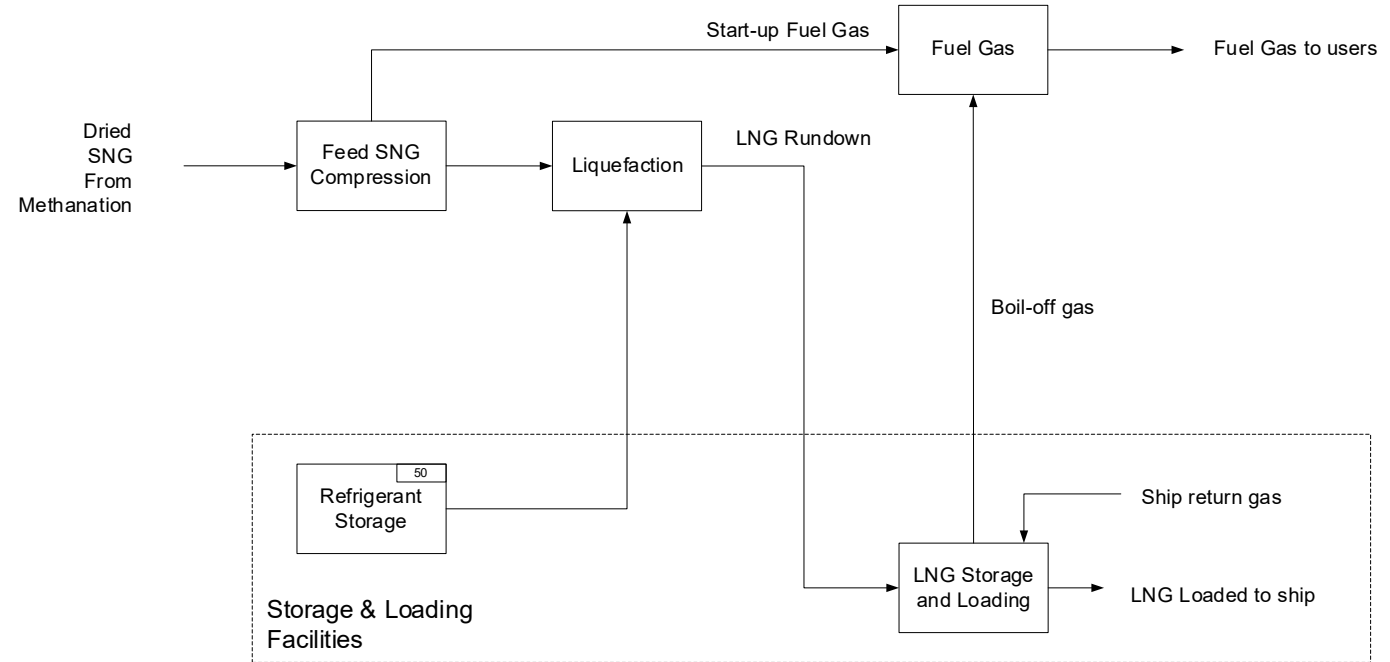 Start-up Fuel Gas
Fuel Gas
Fuel Gas to users
Dried
SNG
From
Methanation
Feed SNG
Compression
Liquefaction
LNG Rundown
Boil-off gas
50
Refrigerant
Storage
Ship return gas
LNG Storage
and Loading
LNG Loaded to ship
Storage & Loading
Facilities